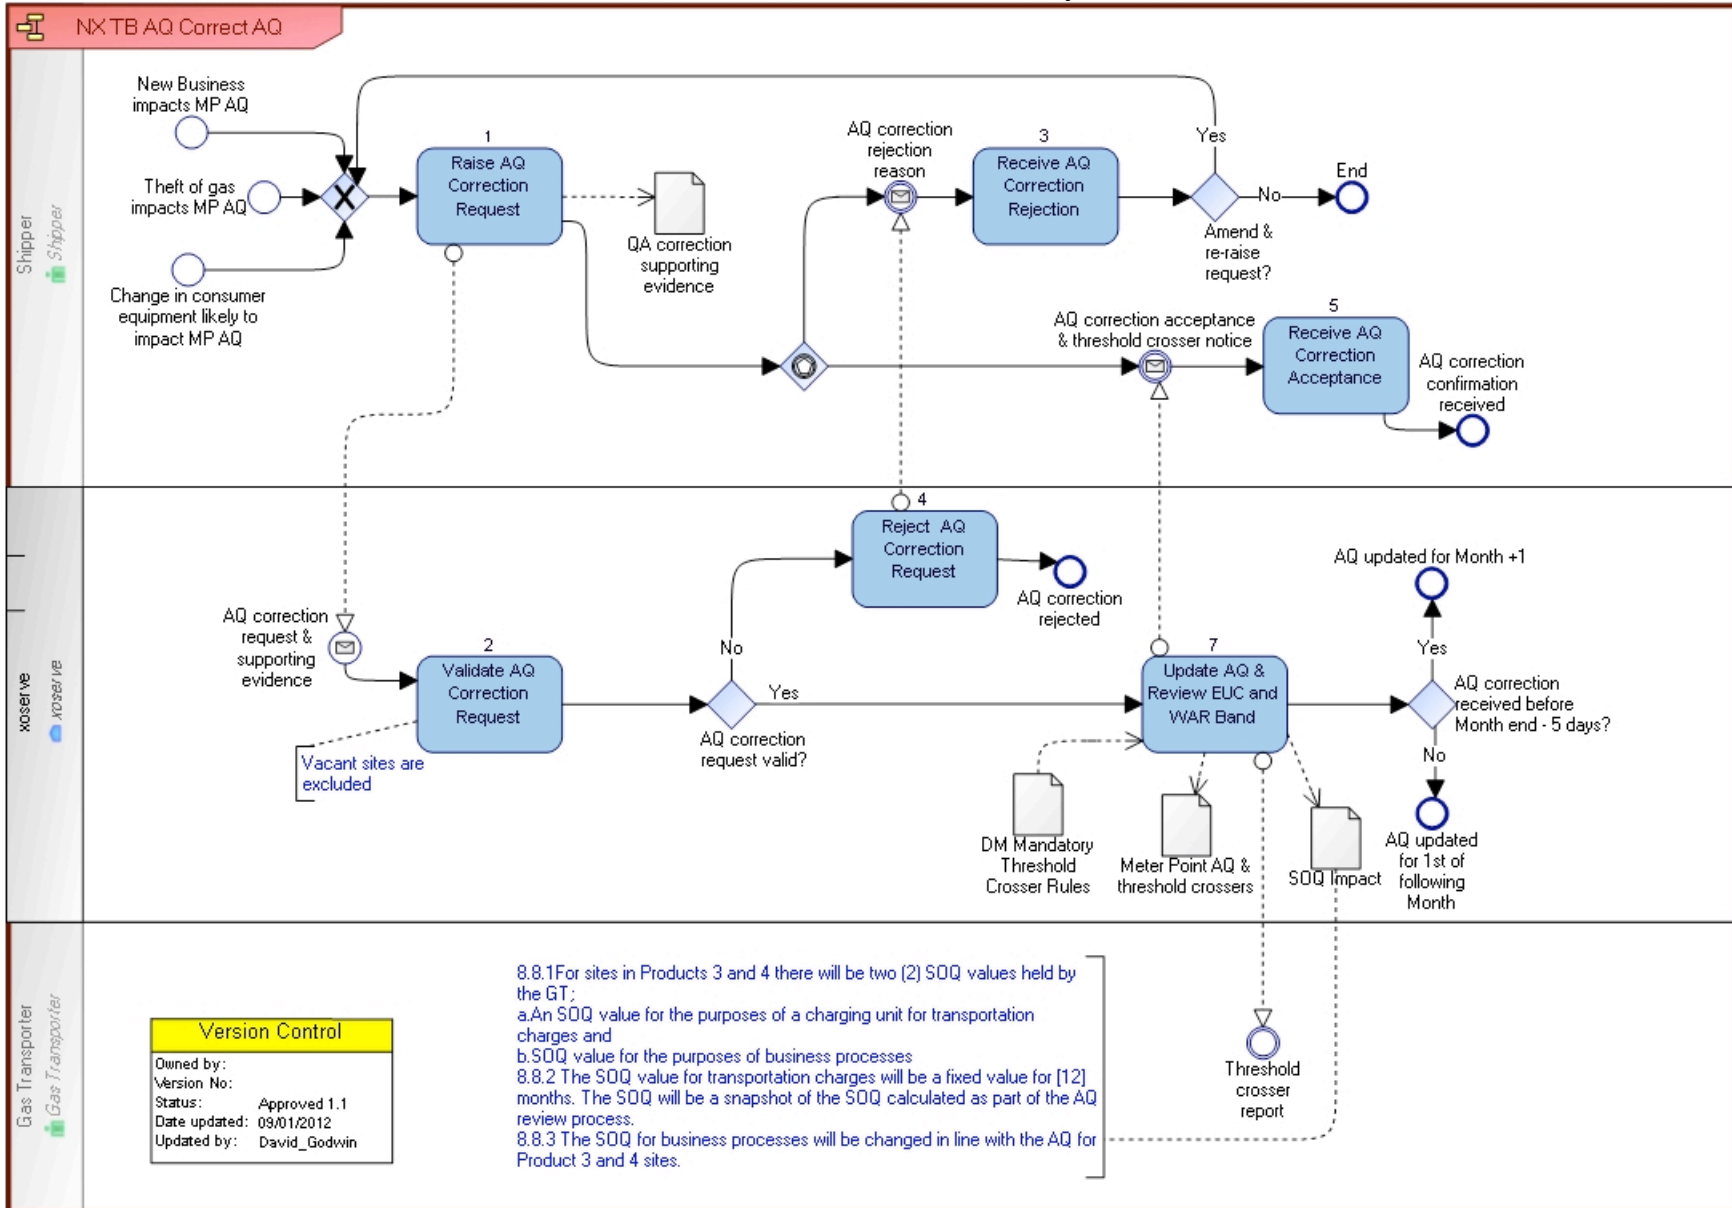 NX TB AQ Correct AQ
Shipper
Shipper
New Business
impacts MP AQ
Theft of gas
impacts MP AQ
Change in consumer
equipment likely to
impact MP AQ
1
Raise AQ
Correction
Request
QA correction
supporting
evidence
AQ correction
rejection
reason
3
Receive AQ
Correction
Rejection
Yes
No
End
Amend &
re-raise
request?
AQ correction acceptance
& threshold crosser notice
5
Receive AQ
Correction
Acceptance
AQ correction
confirmation
received
xoserve
xoserve
AQ correction
request &
supporting
evidence
2
Validate AQ
Correction
Request
Vacant sites are
excluded
No
Yes
AQ correction
request valid?
4
Reject AQ
Correction
Request
AQ correction
rejected
7
Update AQ &
Review EUC and
WAR Band
DM Mandatory
Threshold
Crosser Rules
Meter Point AQ &
threshold crossers
SOQ Impact
AQ updated for Month +1
Yes
AQ correction
received before
Month end - 5 days?
No
AQ updated
for 1st of
following
Month
Gas Transporter
Gas Transporter
Version Control
Owned by:
Version No:
Status: Approved 1.1
Date updated: 09/01/2012
Updated by: David_Godwin
8.8.1For sites in Products 3 and 4 there will be two (2) SOQ values held by
the GT;
a.An SOQ value for the purposes of a charging unit for transportation
charges and
b.SOQ value for the purposes of business processes
8.8.2 The SOQ value for transportation charges will be a fixed value for [12]
months. The SOQ will be a snapshot of the SOQ calculated as part of the AQ
review process.
8.8.3 The SOQ for business processes will be changed in line with the AQ for
Product 3 and 4 sites.
Threshold
crosser
report